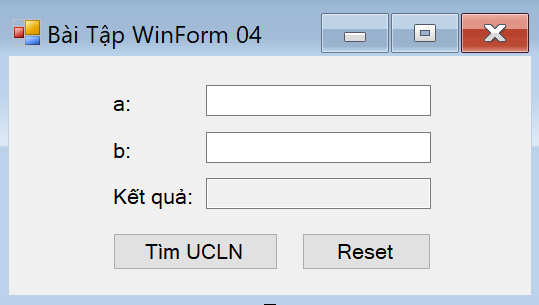 Bài Tập WinForm 04
a:
b:
Kết quả:
Tìm UCLN
Reset